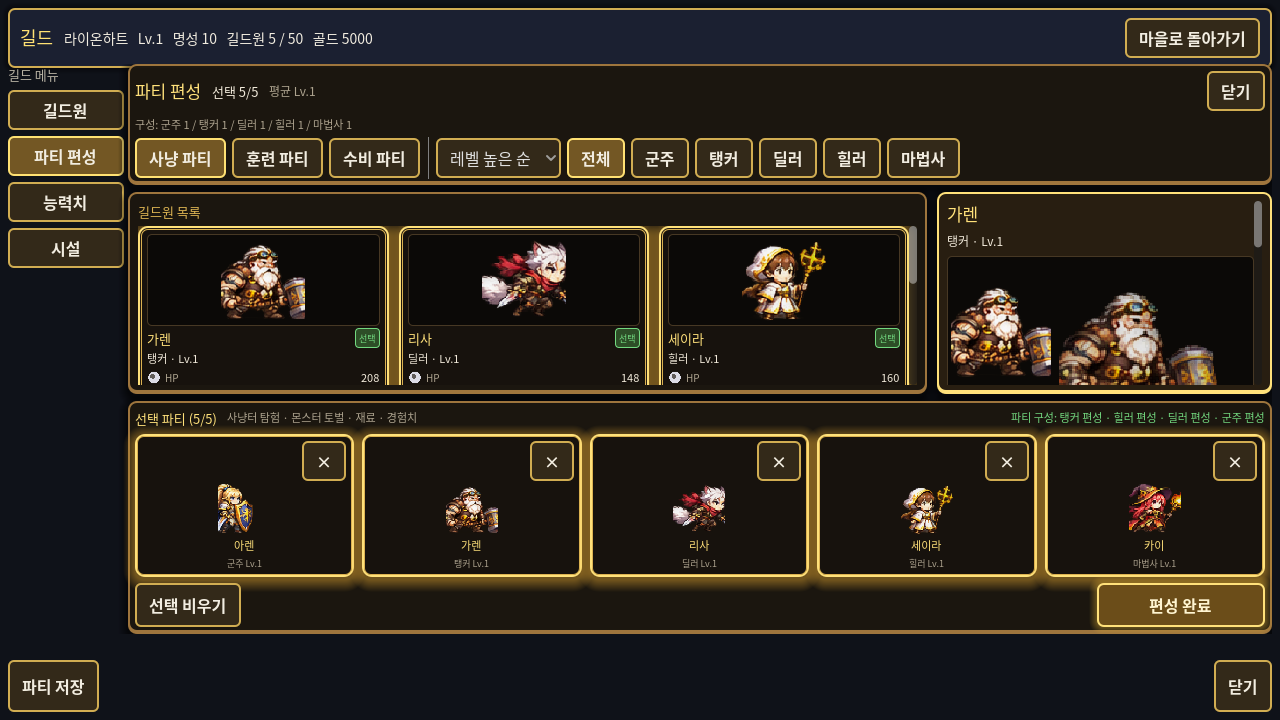 길드 라이온하트 Lv.1 명성 10 길드원 5 / 50 골드 5000 마을로 돌아가기
길드 메뉴
길드원
파티 편성
능력치
시설
파티 편성 선택 5/5 평균 Lv.1 닫기
구성: 군주 1 / 탱커 1 / 딜러 1 / 힐러 1 / 마법사 1
사냥 파티 훈련 파티 수비 파티 레벨 높은 순 전체 군주 탱커 딜러 힐러 마법사
길드원 목록
가렌 선택
탱커 · Lv.1
HP 208
리사 선택
딜러 · Lv.1
HP 148
세이라 선택
힐러 · Lv.1
HP 160
가렌
탱커 · Lv.1
선택 파티 (5/5) 사냥터 탐험 · 몬스터 토벌 · 재료 · 경험치 파티 구성: 탱커 편성 · 힐러 편성 · 딜러 편성 · 군주 편성
× × × × ×
아렌 가렌 리사 세이라 카이
군주 Lv.1 탱커 Lv.1 딜러 Lv.1 힐러 Lv.1 마법사 Lv.1
선택 비우기 편성 완료
파티 저장 닫기